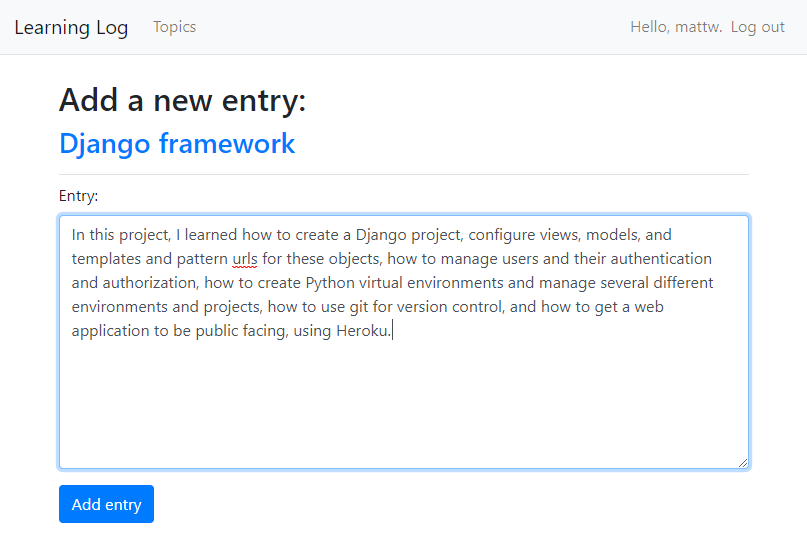 Learning Log Topics Hello, mattw. Log out
Add a new entry:
Django framework
Entry:
In this project, I learned how to create a Django project, configure views, models, and
templates and pattern urls for these objects, how to manage users and their authentication
and authorization, how to create Python virtual environments and manage several different
environments and projects, how to use git for version control, and how to get a web
application to be public facing, using Heroku.
Add entry